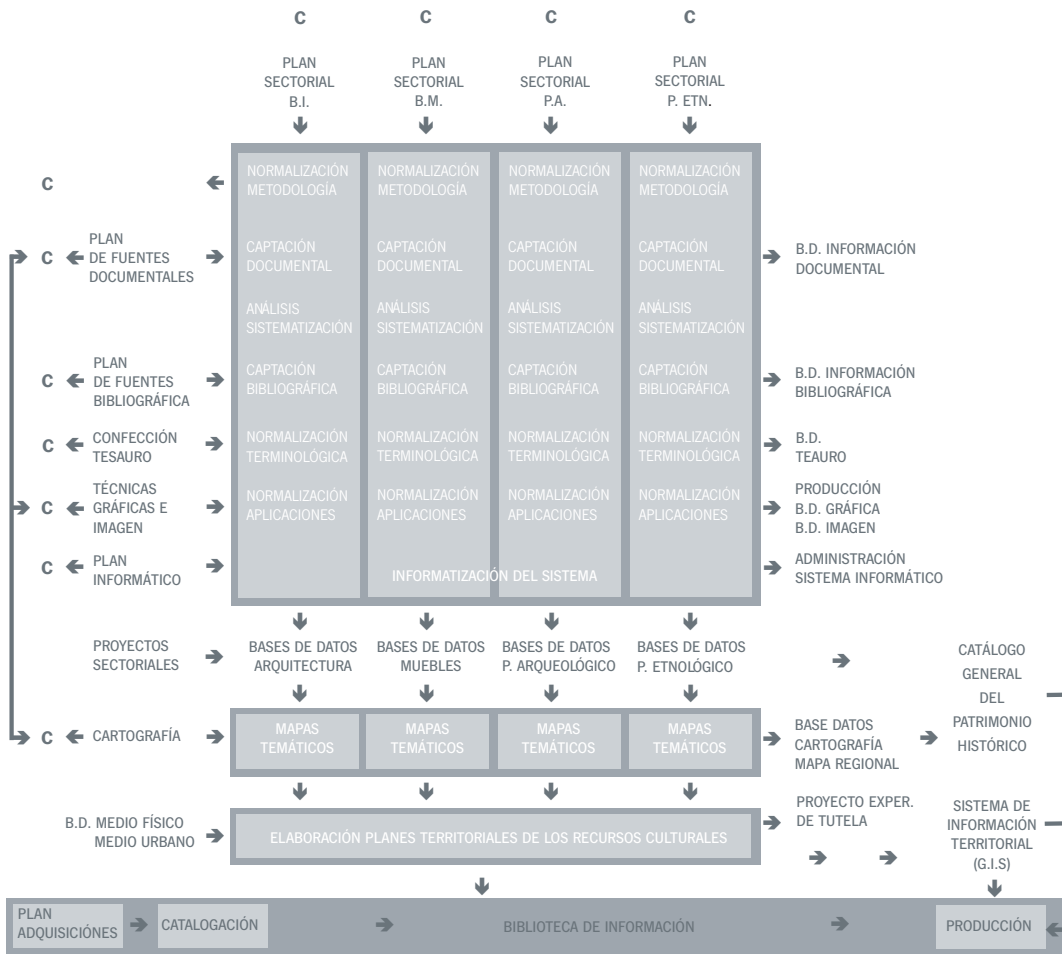 C C C C
PLAN PLAN PLAN PLAN
SECTORIAL SECTORIAL SECTORIAL SECTORIAL
B.I. B.M. P.A. P. ETN.
NORMALIZACIÓN NORMALIZACIÓN NORMALIZACIÓN NORMALIZACIÓN
METODOLOGÍA METODOLOGÍA METODOLOGÍA METODOLOGÍA
C
PLAN
C DE FUENTES
DOCUMENTALES
CAPTACIÓN CAPTACIÓN CAPTACIÓN CAPTACIÓN
DOCUMENTAL DOCUMENTAL DOCUMENTAL DOCUMENTAL
B.D. INFORMACIÓN
DOCUMENTAL
ANÁLISIS ANÁLISIS ANÁLISIS ANÁLISIS
SISTEMATIZACIÓN SISTEMATIZACIÓN SISTEMATIZACIÓN SISTEMATIZACIÓN
PLAN
C DE FUENTES
BIBLIOGRÁFICA
CAPTACIÓN CAPTACIÓN CAPTACIÓN CAPTACIÓN
BIBLIOGRÁFICA BIBLIOGRÁFICA BIBLIOGRÁFICA BIBLIOGRÁFICA
B.D. INFORMACIÓN
BIBLIOGRÁFICA
C CONFECCIÓN
TESAURO
NORMALIZACIÓN NORMALIZACIÓN NORMALIZACIÓN NORMALIZACIÓN
TERMINOLÓGICA TERMINOLÓGICA TERMINOLÓGICA TERMINOLÓGICA
B.D.
TEAURO
TÉCNICAS
C GRÁFICAS E
IMAGEN
NORMALIZACIÓN NORMALIZACIÓN NORMALIZACIÓN NORMALIZACIÓN
APLICACIONES APLICACIONES APLICACIONES APLICACIONES
PRODUCCIÓN
B.D. GRÁFICA
B.D. IMAGEN
C PLAN
INFORMÁTICO
INFORMATIZACIÓN DEL SISTEMA
ADMINISTRACIÓN
SISTEMA INFORMÁTICO
PROYECTOS
SECTORIALES
BASES DE DATOS BASES DE DATOS BASES DE DATOS BASES DE DATOS
ARQUITECTURA MUEBLES P. ARQUEOLÓGICO P. ETNOLÓGICO
CATÁLOGO
GENERAL
DEL
PATRIMONIO
HISTÓRICO
C CARTOGRAFÍA
MAPAS MAPAS MAPAS MAPAS
TEMÁTICOS TEMÁTICOS TEMÁTICOS TEMÁTICOS
BASE DATOS
CARTOGRAFÍA
MAPA REGIONAL
B.D. MEDIO FÍSICO
MEDIO URBANO
ELABORACIÓN PLANES TERRITORIALES DE LOS RECURSOS CULTURALES
PROYECTO EXPER.
DE TUTELA
SISTEMA DE
INFORMACIÓN
TERRITORIAL
(G.I.S)
PLAN
ADQUISICIÓNES
CATALOGACIÓN
BIBLIOTECA DE INFORMACIÓN
PRODUCCIÓN